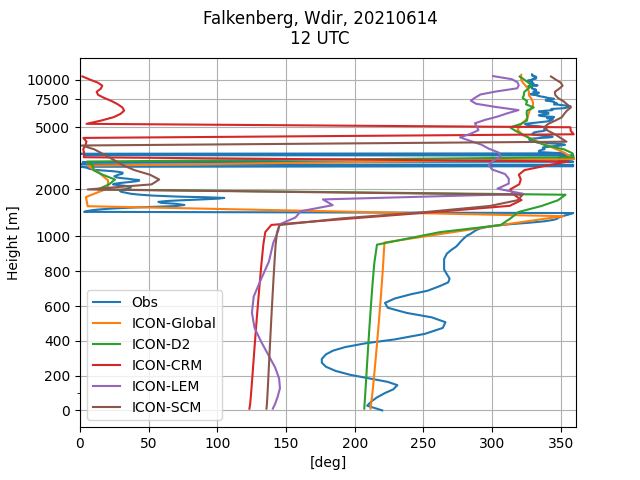 Falkenberg, Wdir, 20210614
12 UTC
10000
7500
5000
2000
1000
800
600
400
200
0
Height [m]
Obs
ICON-Global
ICON-D2
ICON-CRM
ICON-LEM
ICON-SCM
0 50 100 150 200 250 300 350
[deg]